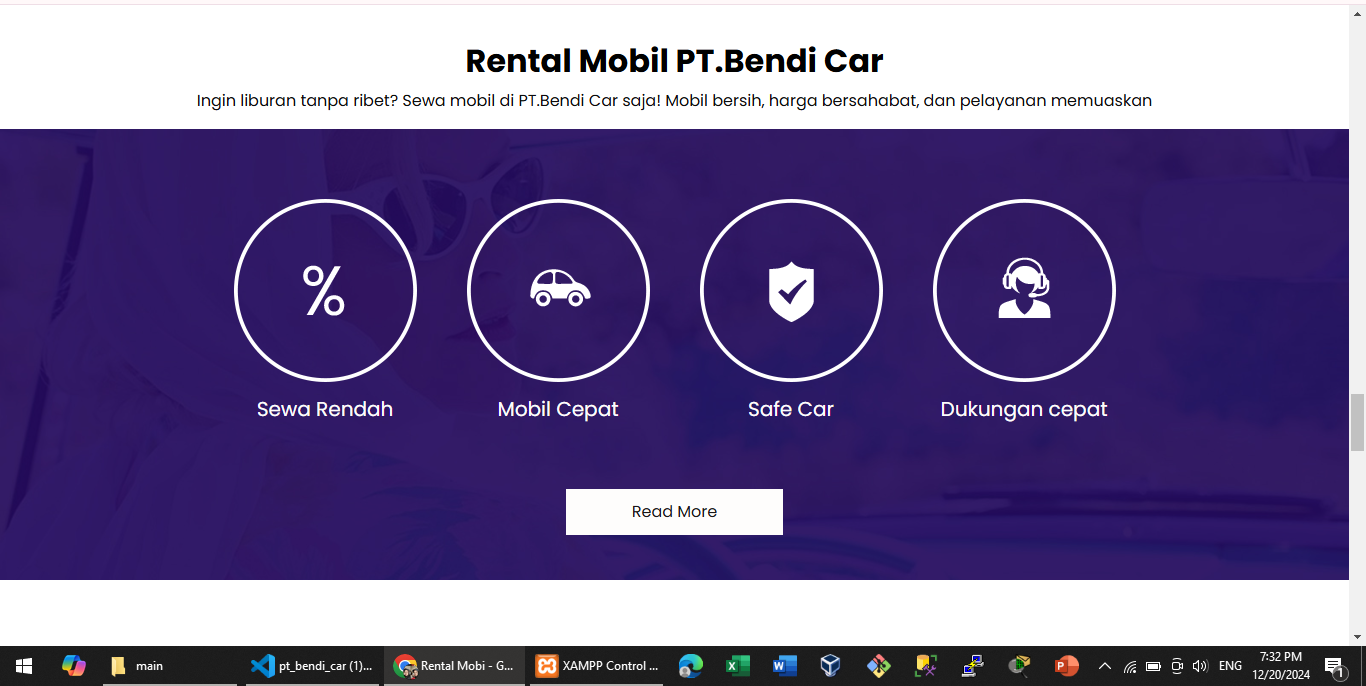 Rental Mobil PT.Bendi Car
Ingin liburan tanpa ribet? Sewa mobil di PT.Bendi Car saja! Mobil bersih, harga bersahabat, dan pelayanan memuaskan
%
Sewa Rendah
Mobil Cepat
Safe Car
Dukungan cepat
Read More
main
pt_bendi_car (1)...
Rental Mobi - G...
XAMPP Control ...
ENG
7:32 PM
12/20/2024
1